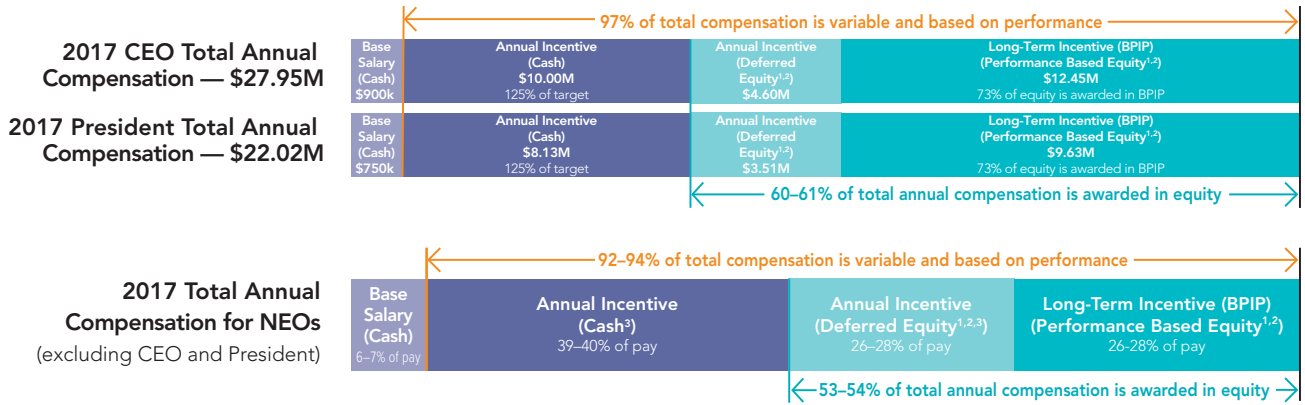 97% of total compensation is variable and based on performance
2017 CEO Total Annual
Compensation — $27.95M
Base
Salary
(Cash)
$900k
Annual Incentive
(Cash)
$10.00M
125% of target
Annual Incentive
(Deferred
Equity1,2)
$4.60M
Long-Term Incentive (BPIP)
(Performance Based Equity1,2)
$12.45M
73% of equity is awarded in BPIP
2017 President Total Annual
Compensation — $22.02M
Base
Salary
(Cash)
$750k
Annual Incentive
(Cash)
$8.13M
125% of target
Annual Incentive
(Deferred
Equity1,2)
$3.51M
Long-Term Incentive (BPIP)
(Performance Based Equity1,2)
$9.63M
73% of equity is awarded in BPIP
60–61% of total annual compensation is awarded in equity
92–94% of total compensation is variable and based on performance
2017 Total Annual
Compensation for NEOs
(excluding CEO and President)
Base
Salary
(Cash)
6–7% of pay
Annual Incentive
(Cash3)
39–40% of pay
Annual Incentive
(Deferred Equity1,2,3)
26–28% of pay
Long-Term Incentive (BPIP)
(Performance Based Equity1,2)
26-28% of pay
53–54% of total annual compensation is awarded in equity